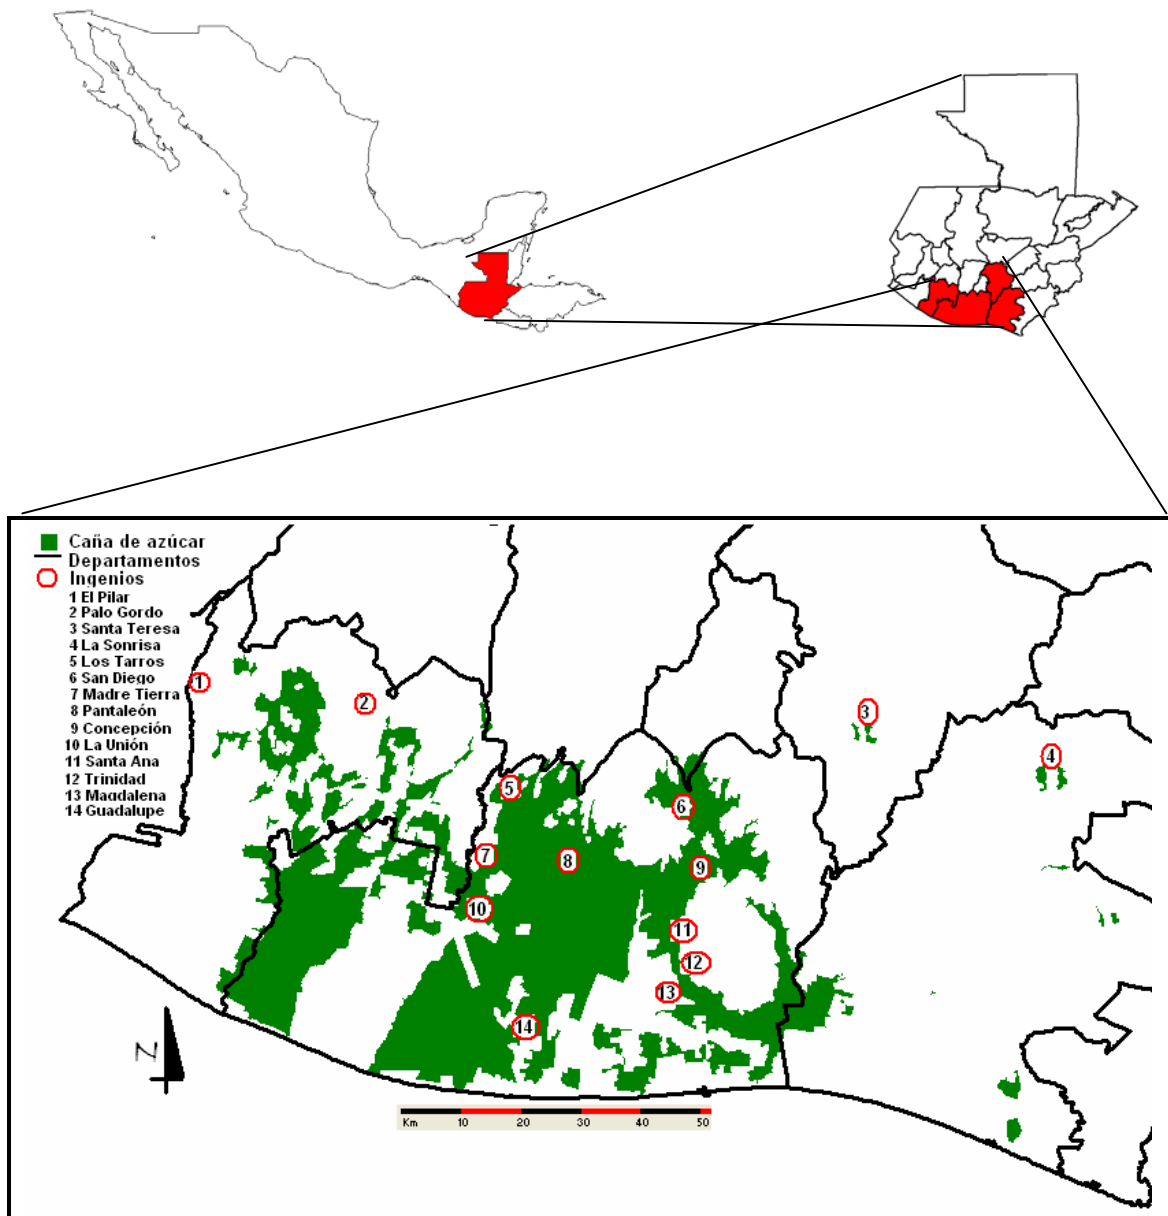 Caña de azúcar
Departamentos
Ingenios
1 El Pilar
2 Palo Gordo
3 Santa Teresa
4 La Sonrisa
5 Los Tarros
6 San Diego
7 Madre Tierra
8 Pantaleón
9 Concepción
10 La Unión
11 Santa Ana
12 Trinidad
13 Magdalena
14 Guadalupe
1
2
3
4
5
6
7
8
9
10
11
12
13
14
N
Km 10 20 30 40 50